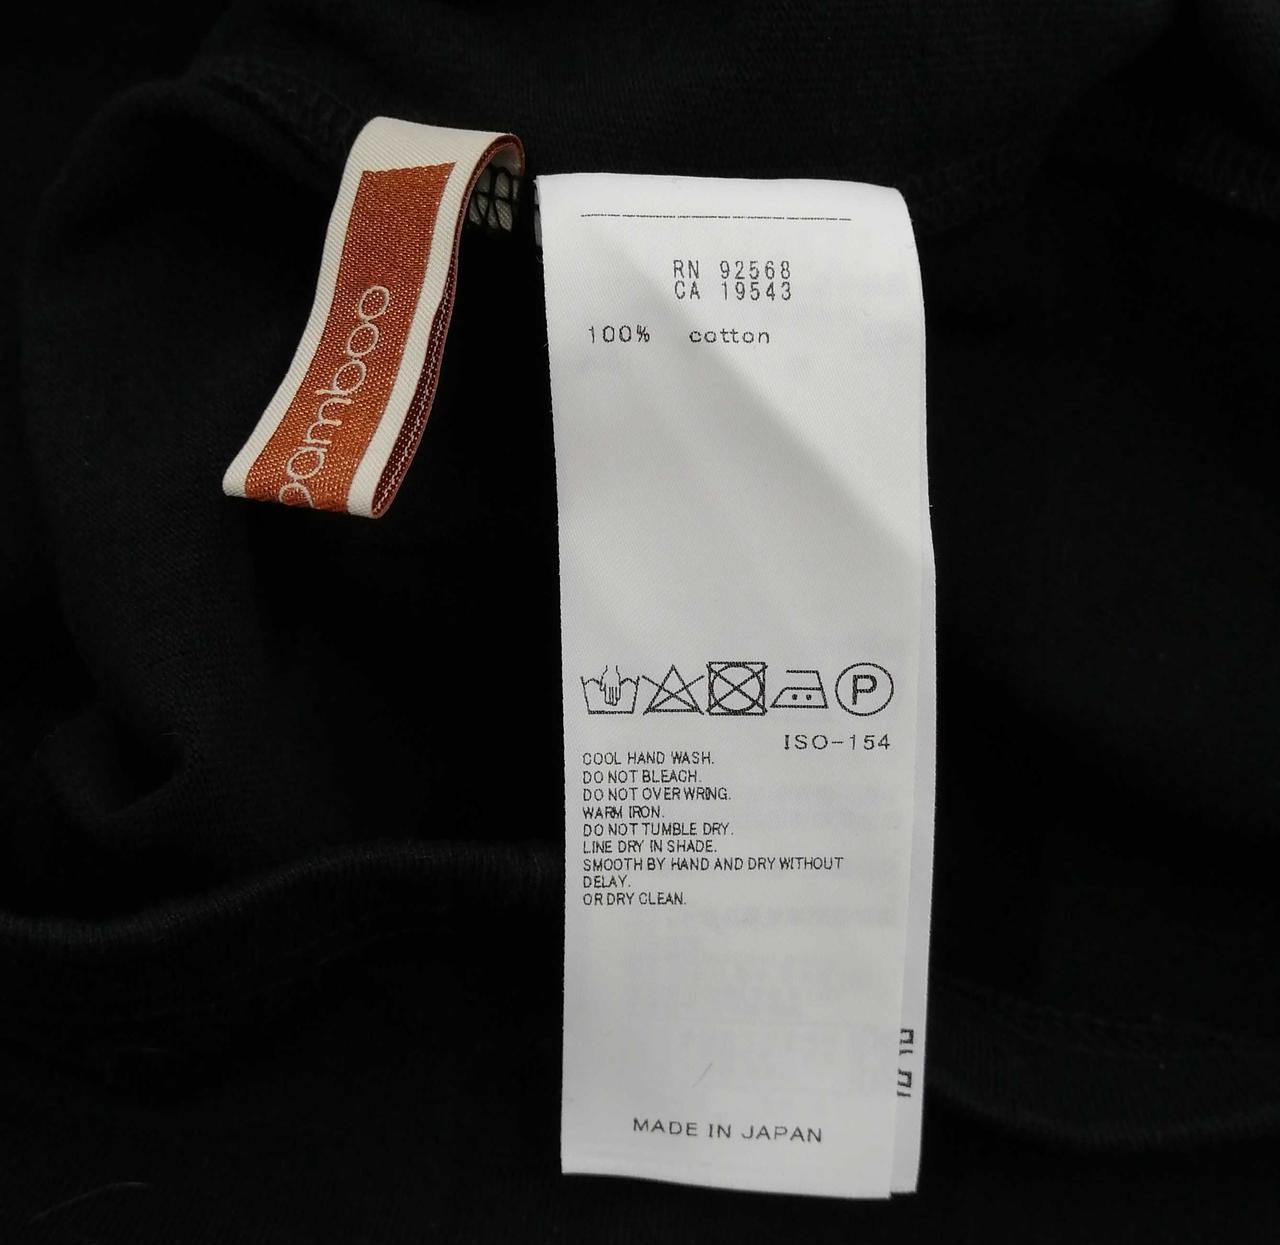 bamboo
RN 92568
CA 19543
100% cotton
P
ISO-154
COOL HAND WASH.
DO NOT BLEACH.
DO NOT OVER WRING.
WARM IRON.
DO NOT TUMBLE DRY.
LINE DRY IN SHADE.
SMOOTH BY HAND AND DRY WITHOUT
DELAY.
OR DRY CLEAN.
MADE IN JAPAN